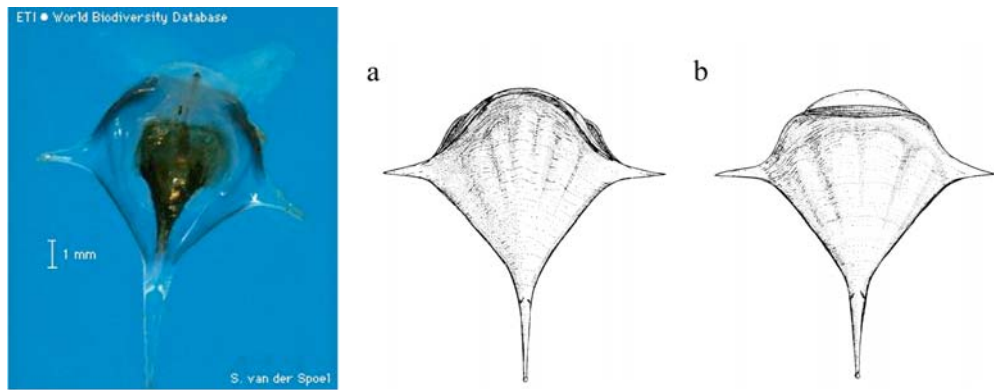 ETI ● World Biodiversity Database
a
b
1 mm
S. van der Spoel